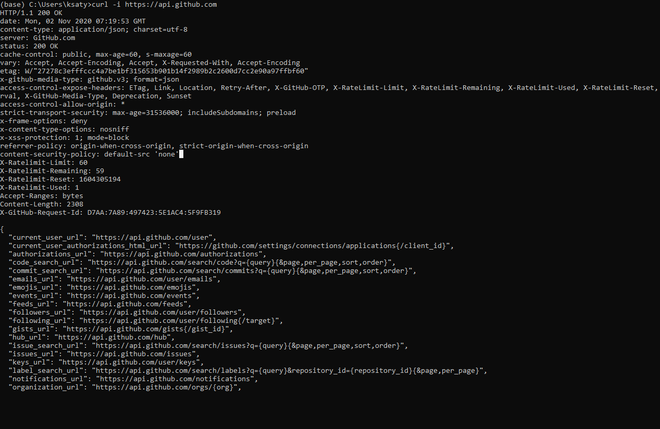 (base) C:\Users\ksaty>curl -i https://api.github.com
HTTP/1.1 200 OK
date: Mon, 02 Nov 2020 07:19:53 GMT
content-type: application/json; charset=utf-8
server: GitHub.com
status: 200 OK
cache-control: public, max-age=60, s-maxage=60
vary: Accept, Accept-Encoding, Accept, X-Requested-With, Accept-Encoding
etag: W/"27278c3efffccc4a7be1bf315653b901b14f2989b2c2600d7cc2e90a97ffbf60"
x-github-media-type: github.v3; format=json
access-control-expose-headers: ETag, Link, Location, Retry-After, X-GitHub-OTP, X-RateLimit-Limit, X-RateLimit-Remaining, X-RateLimit-Used, X-RateLimit-Reset,
rval, X-GitHub-Media-Type, Deprecation, Sunset
access-control-allow-origin: *
strict-transport-security: max-age=31536000; includeSubdomains; preload
x-frame-options: deny
x-content-type-options: nosniff
x-xss-protection: 1; mode=block
referrer-policy: origin-when-cross-origin, strict-origin-when-cross-origin
content-security-policy: default-src 'none'
X-Ratelimit-Limit: 60
X-Ratelimit-Remaining: 59
X-Ratelimit-Reset: 1604305194
X-Ratelimit-Used: 1
Accept-Ranges: bytes
Content-Length: 2308
X-GitHub-Request-Id: D7AA:7A89:497423:5E1AC4:5F9FB319
{
"current_user_url": "https://api.github.com/user",
"current_user_authorizations_html_url": "https://github.com/settings/connections/applications{/client_id}",
"authorizations_url": "https://api.github.com/authorizations",
"code_search_url": "https://api.github.com/search/code?q={query}{&page,per_page,sort,order}",
"commit_search_url": "https://api.github.com/search/commits?q={query}{&page,per_page,sort,order}",
"emails_url": "https://api.github.com/user/emails",
"emojis_url": "https://api.github.com/emojis",
"events_url": "https://api.github.com/events",
"feeds_url": "https://api.github.com/feeds",
"followers_url": "https://api.github.com/user/followers",
"following_url": "https://api.github.com/user/following{/target}",
"gists_url": "https://api.github.com/gists{/gist_id}",
"hub_url": "https://api.github.com/hub",
"issue_search_url": "https://api.github.com/search/issues?q={query}{&page,per_page,sort,order}",
"issues_url": "https://api.github.com/issues",
"keys_url": "https://api.github.com/user/keys",
"label_search_url": "https://api.github.com/search/labels?q={query}&repository_id={repository_id}{&page,per_page}",
"notifications_url": "https://api.github.com/notifications",
"organization_url": "https://api.github.com/orgs/{org}",